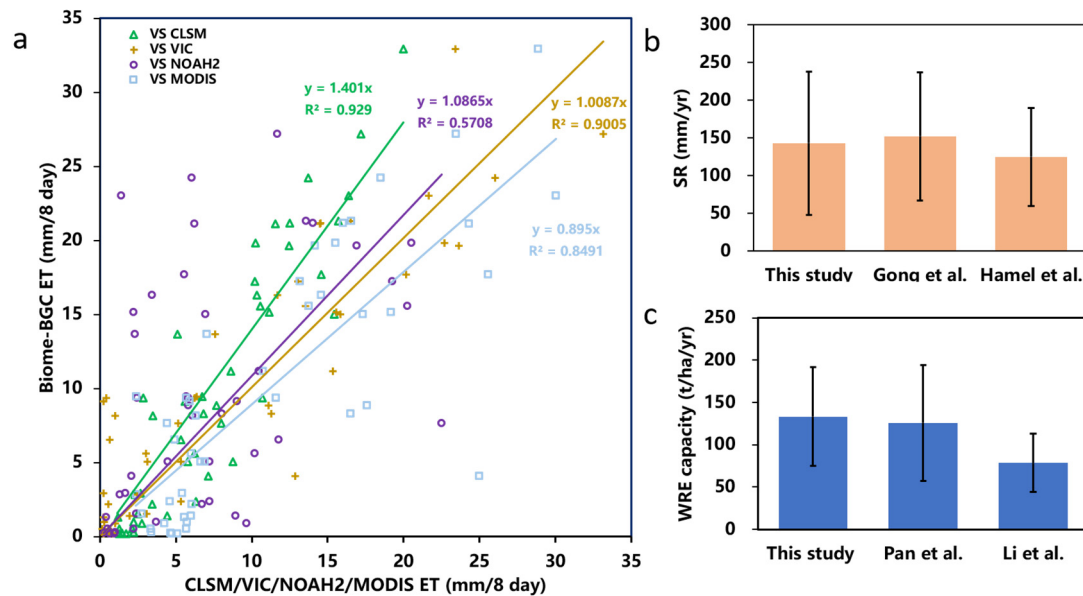 a
35
30
25
20
15
10
5
0
Biome-BGC ET (mm/8 day)
VS CLSM
VS VIC
VS NOAH2
VS MODIS
y = 1.401x
R² = 0.929
y = 1.0865x
R² = 0.5708
y = 1.0087x
R² = 0.9005
y = 0.895x
R² = 0.8491
0 5 10 15 20 25 30 35
CLSM/VIC/NOAH2/MODIS ET (mm/8 day)
b
300
250
200
150
100
50
0
SR (mm/yr)
This study Gong et al. Hamel et al.
c
250
200
150
100
50
0
WRE capacity (t/ha/yr)
This study Pan et al. Li et al.